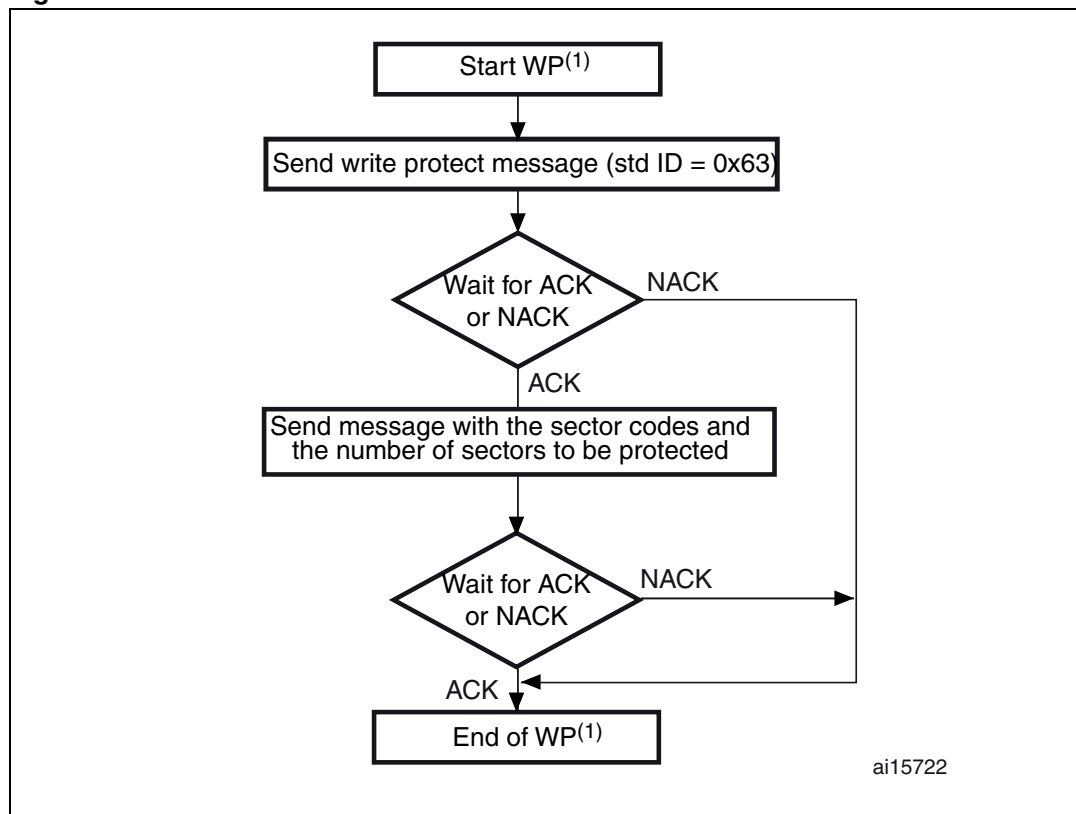 Start WP(1)
Send write protect message (std ID = 0x63)
Wait for ACK
or NACK
NACK
ACK
Send message with the sector codes and
the number of sectors to be protected
Wait for ACK
or NACK
NACK
ACK
End of WP(1)
ai15722